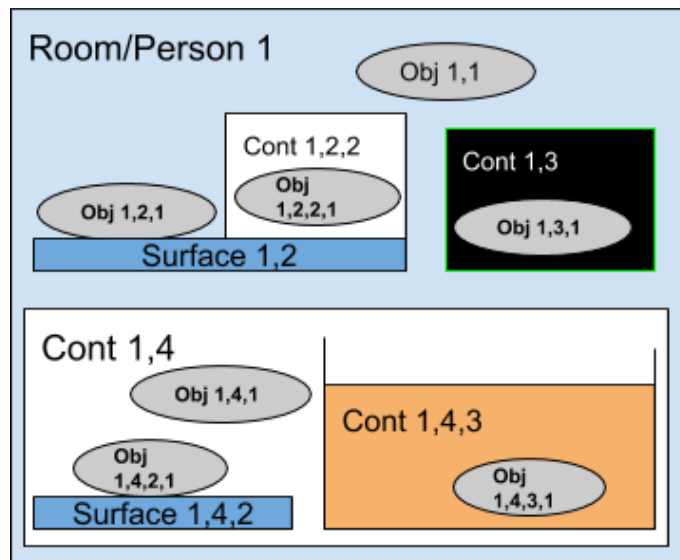 Room/Person 1
Obj 1,1
Cont 1,2,2
Obj
1,2,2,1
Obj 1,2,1
Surface 1,2
Cont 1,3
Obj 1,3,1
Cont 1,4
Obj 1,4,1
Obj
1,4,2,1
Surface 1,4,2
Cont 1,4,3
Obj
1,4,3,1